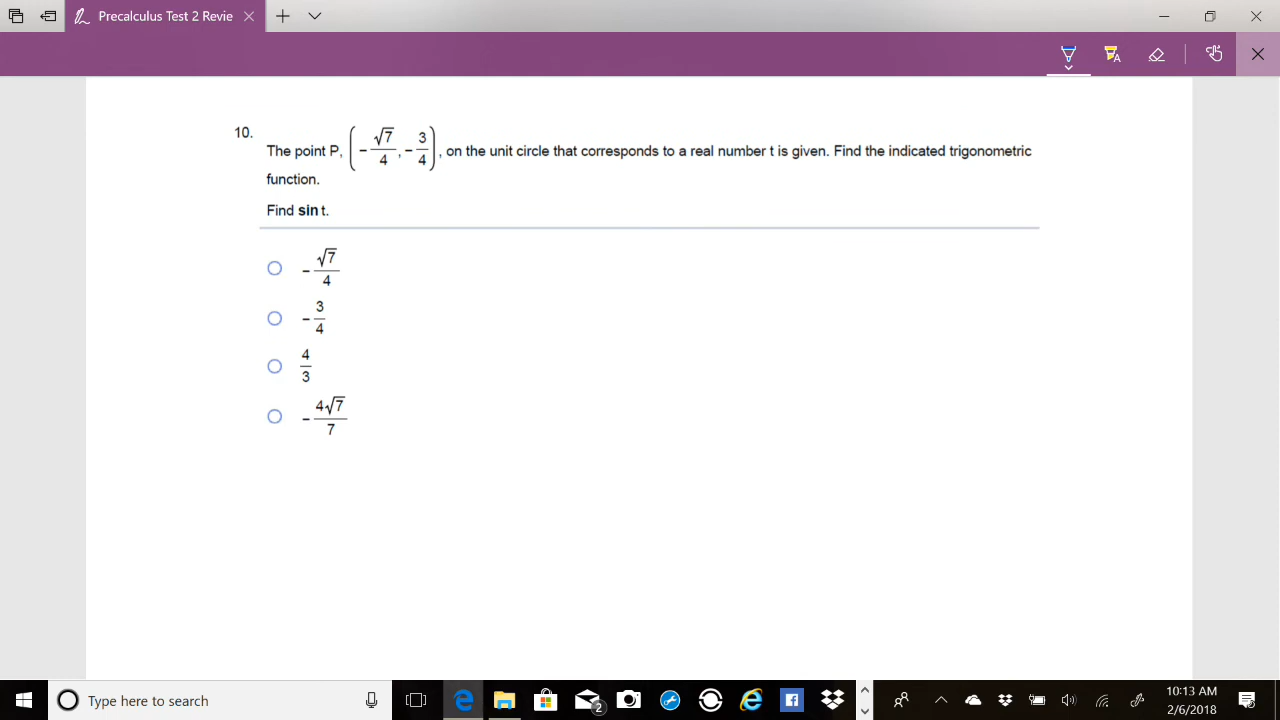 Precalculus Test 2 Revie
10.
The point P, (-√7/4, -3/4), on the unit circle that corresponds to a real number t is given. Find the indicated trigonometric
function.
Find sin t.
-√7/4
-3/4
4/3
-4√7/7
Type here to search
2
10:13 AM
2/6/2018